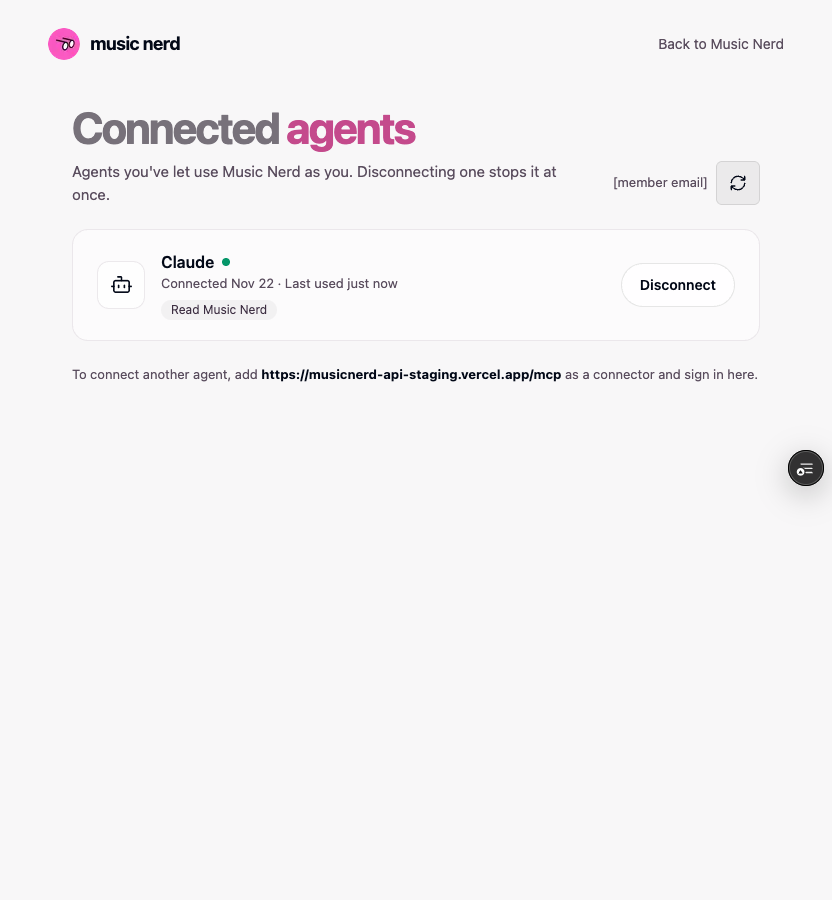 music nerd
Back to Music Nerd
Connected agents
Agents you've let use Music Nerd as you. Disconnecting one stops it at
once.
[member email]
Claude
Connected Nov 22 · Last used just now
Read Music Nerd
Disconnect
To connect another agent, add https://musicnerd-api-staging.vercel.app/mcp as a connector and sign in here.